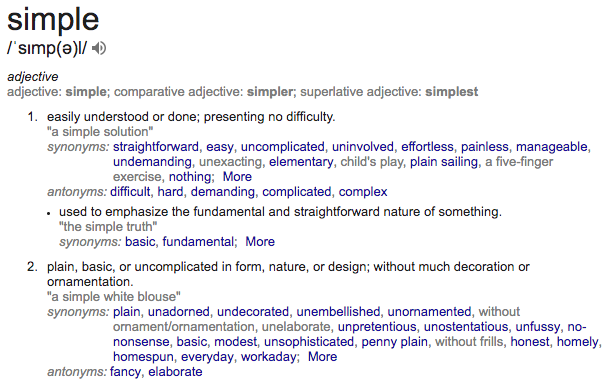 simple
/ˈsɪmp(ə)l/
adjective
adjective: simple; comparative adjective: simpler; superlative adjective: simplest
1. easily understood or done; presenting no difficulty.
"a simple solution"
synonyms: straightforward, easy, uncomplicated, uninvolved, effortless, painless, manageable,
undemanding, unexacting, elementary, child's play, plain sailing, a five-finger
exercise, nothing; More
antonyms: difficult, hard, demanding, complicated, complex
• used to emphasize the fundamental and straightforward nature of something.
"the simple truth"
synonyms: basic, fundamental; More
2. plain, basic, or uncomplicated in form, nature, or design; without much decoration or
ornamentation.
"a simple white blouse"
synonyms: plain, unadorned, undecorated, unembellished, unornamented, without
ornament/ornamentation, unelaborate, unpretentious, unostentatious, unfussy, no-
nonsense, basic, modest, unsophisticated, penny plain, without frills, honest, homely,
homespun, everyday, workaday; More
antonyms: fancy, elaborate